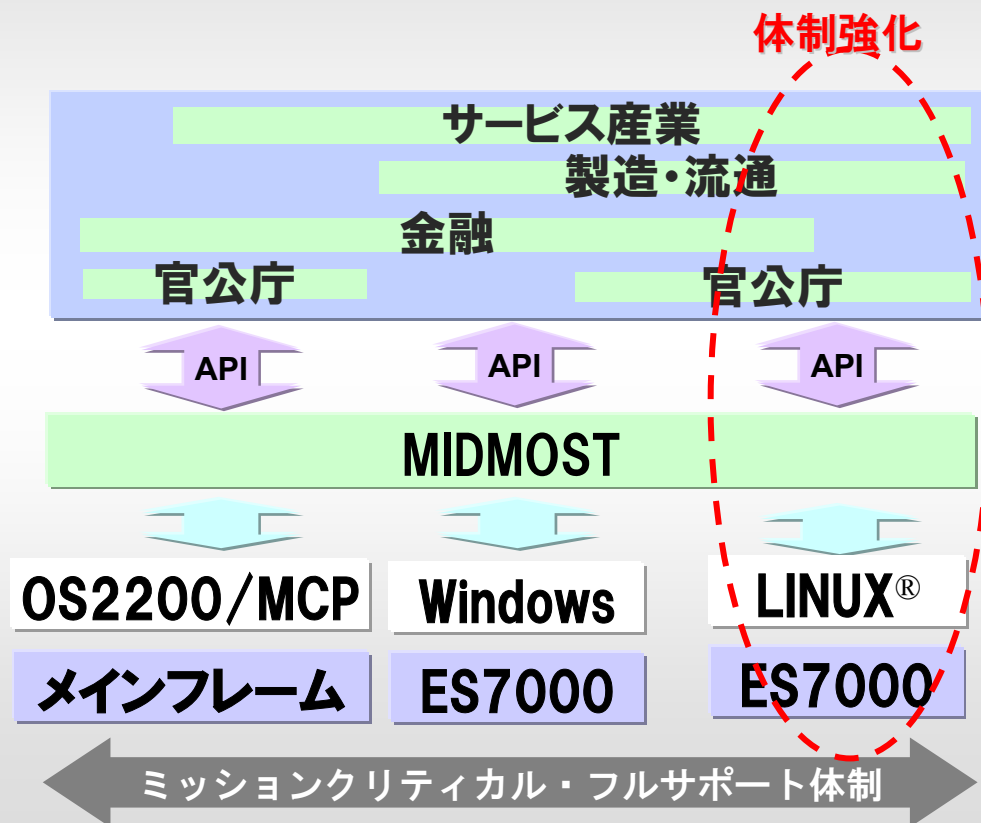 体制強化
サービス産業
製造・流通
金融
官公庁 官公庁
API API API
MIDMOST
OS2200/MCP Windows LINUX®
メインフレーム ES7000 ES7000
ミッションクリティカル・フルサポート体制